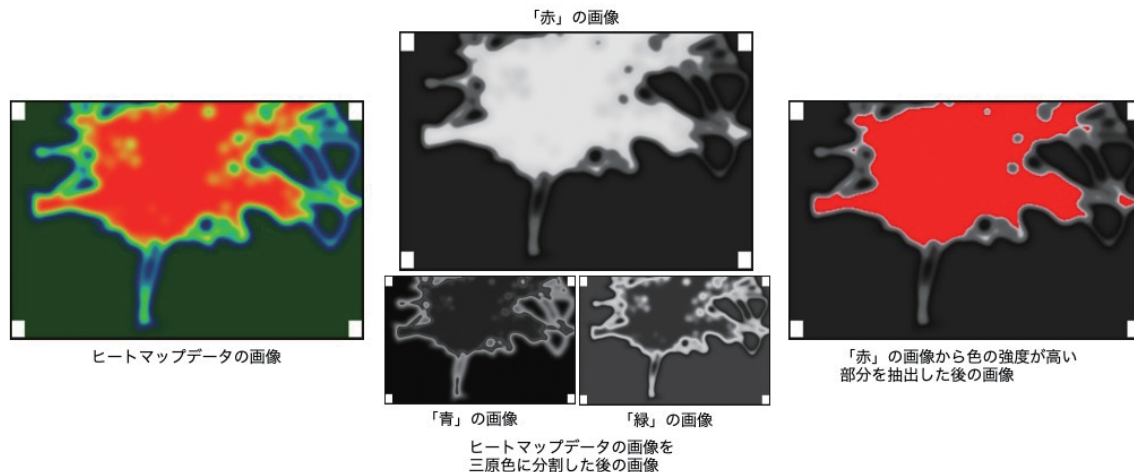 「赤」の画像
ヒートマップデータの画像
「青」の画像
「緑」の画像
ヒートマップデータの画像を
三原色に分割した後の画像
「赤」の画像から色の強度が高い
部分を抽出した後の画像